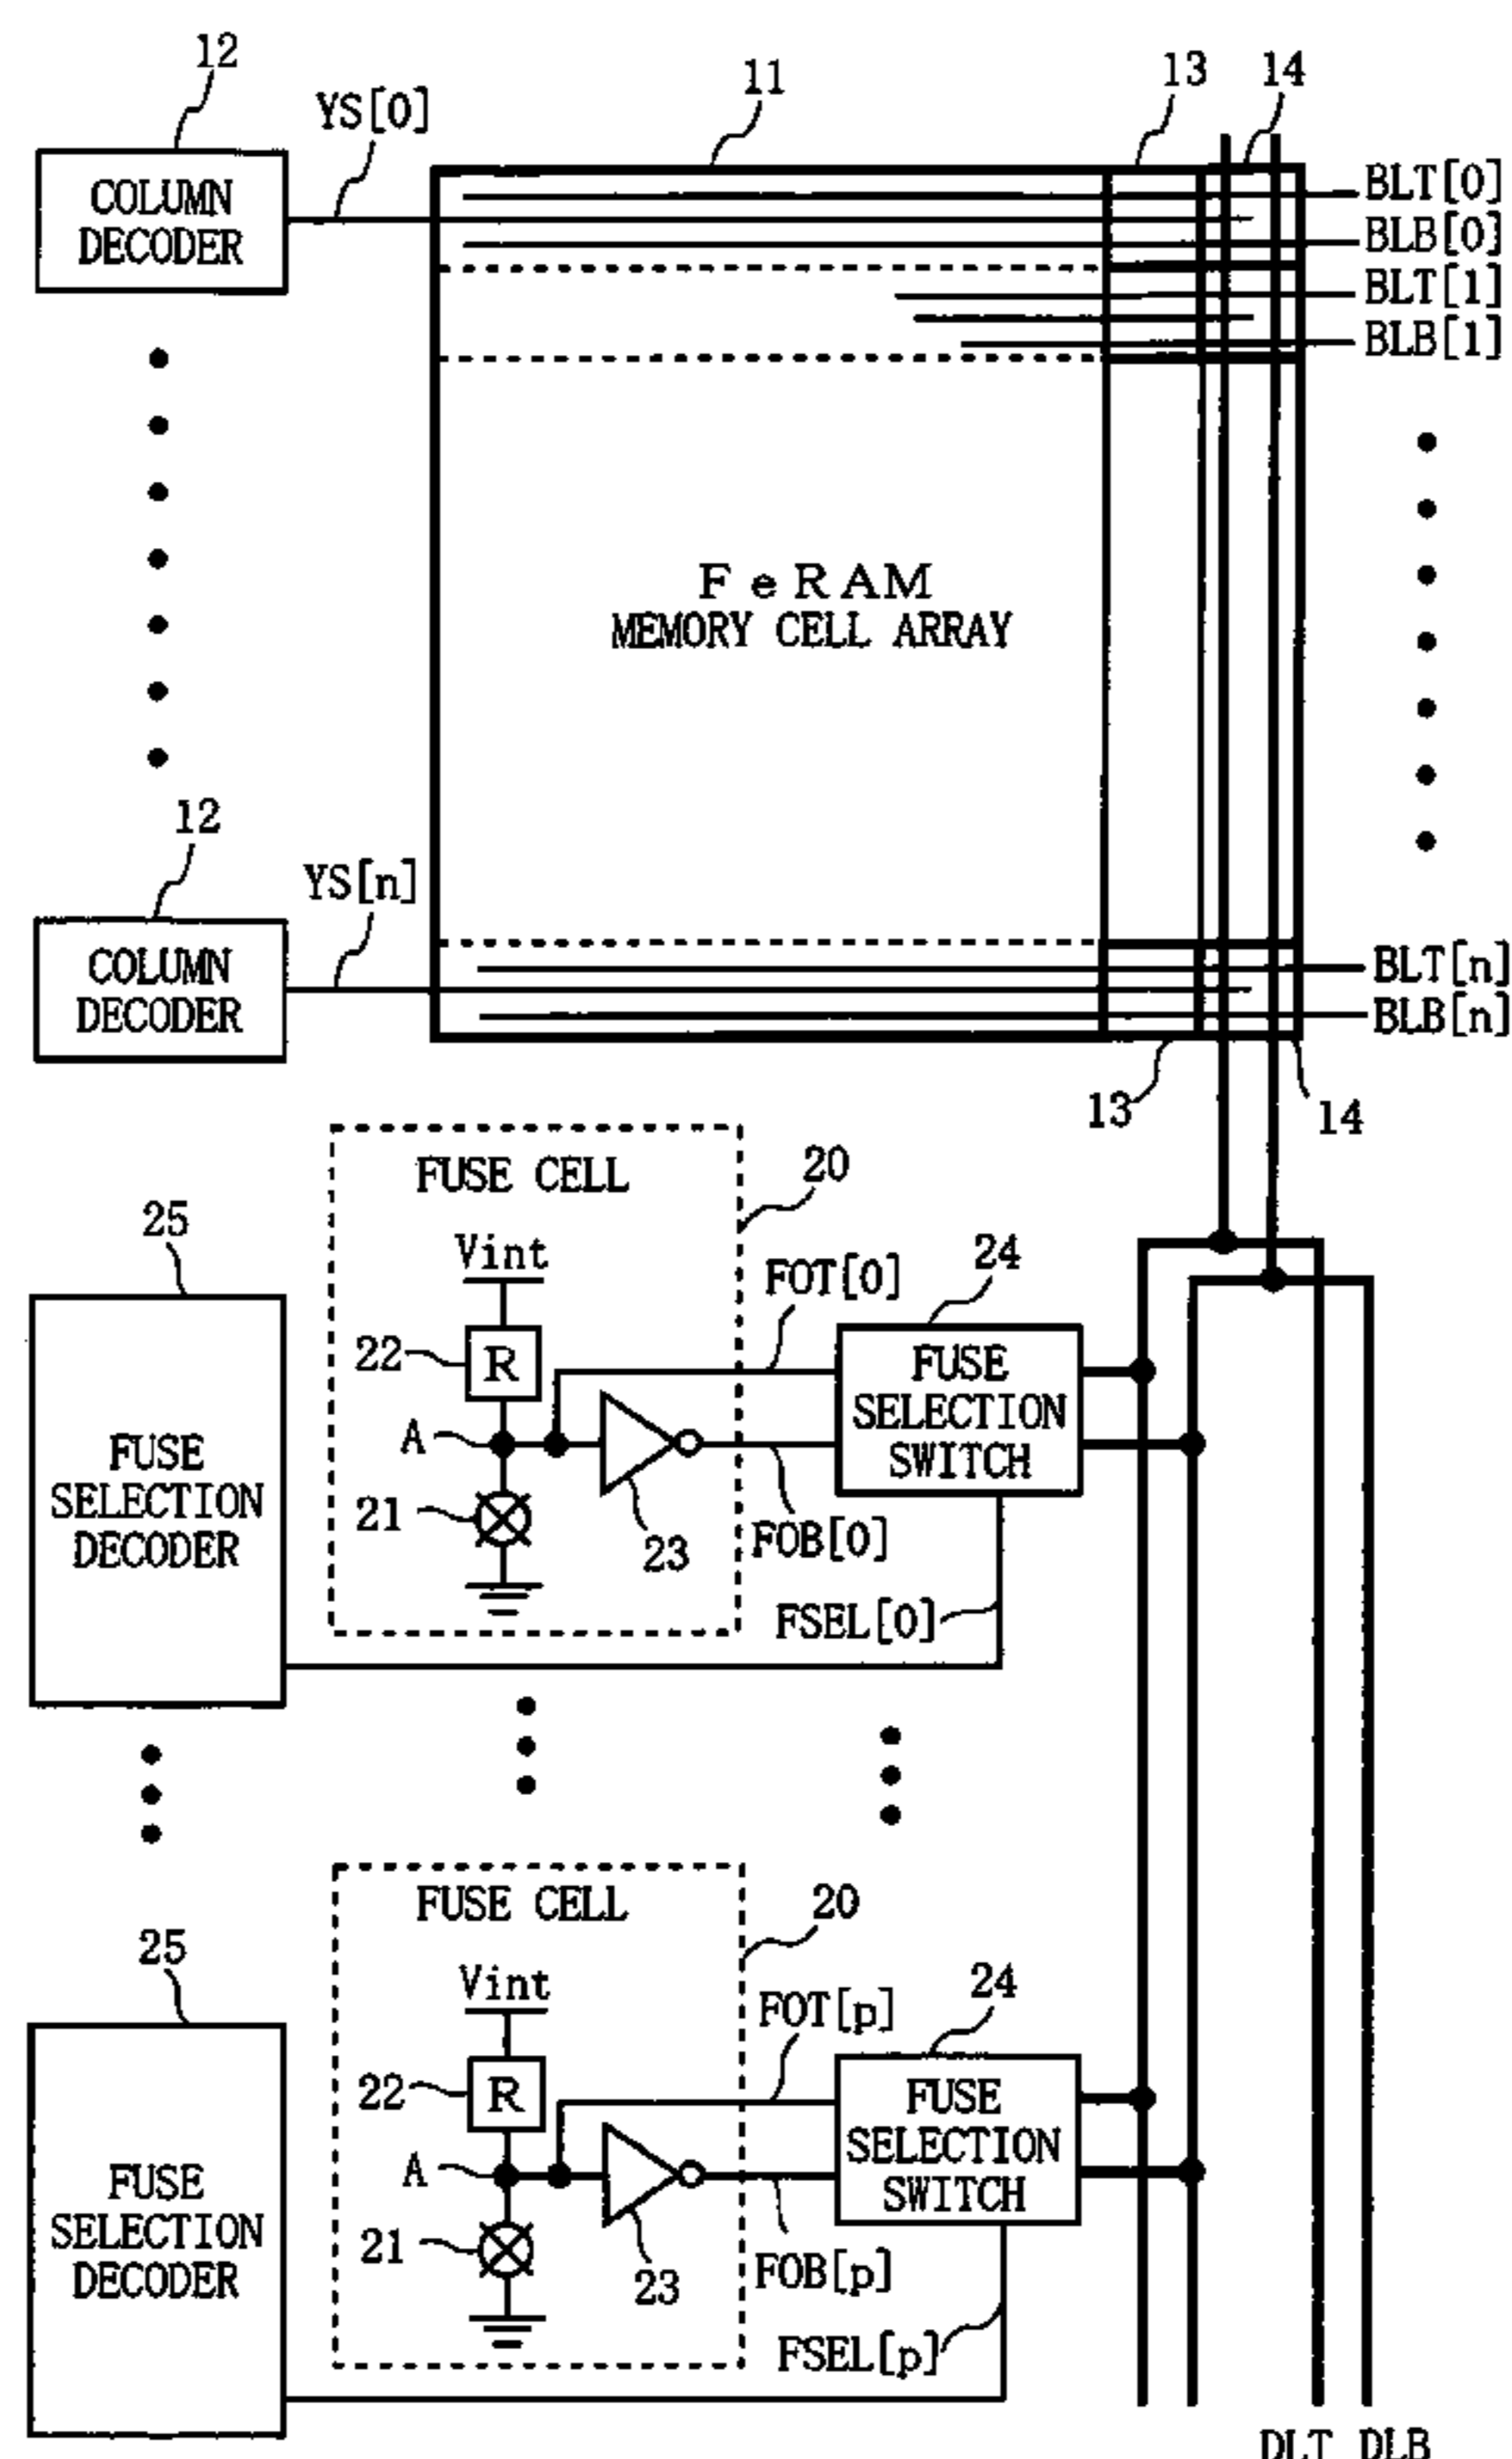 12
YS[0]
11
13
14
COLUMN
DECODER
BLT[0]
BLB[0]
BLT[1]
BLB[1]
FeRAM
MEMORY CELL ARRAY
12
YS[n]
COLUMN
DECODER
BLT[n]
BLB[n]
13
14
FUSE CELL
20
25
Vint
FOT[0]
24
22
R
FUSE
SELECTION
SWITCH
A
FUSE
SELECTION
DECODER
21
23
FOB[0]
FSEL[0]
FUSE CELL
20
25
Vint
FOT[p]
24
22
R
FUSE
SELECTION
SWITCH
A
FUSE
SELECTION
DECODER
21
23
FOB[p]
FSEL[p]
DLT DLB